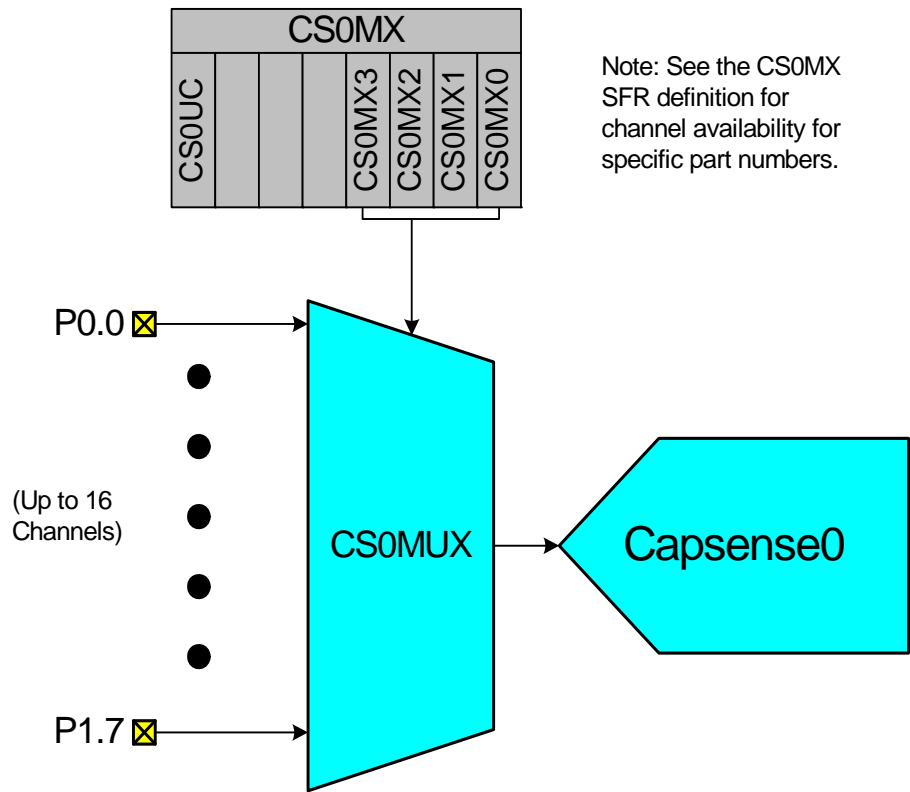 CS0MX
CS0UC
CS0MX3
CS0MX2
CS0MX1
CS0MX0
Note: See the CS0MX
SFR definition for
channel availability for
specific part numbers.
P0.0
(Up to 16
Channels)
CS0MUX
Capsense0
P1.7